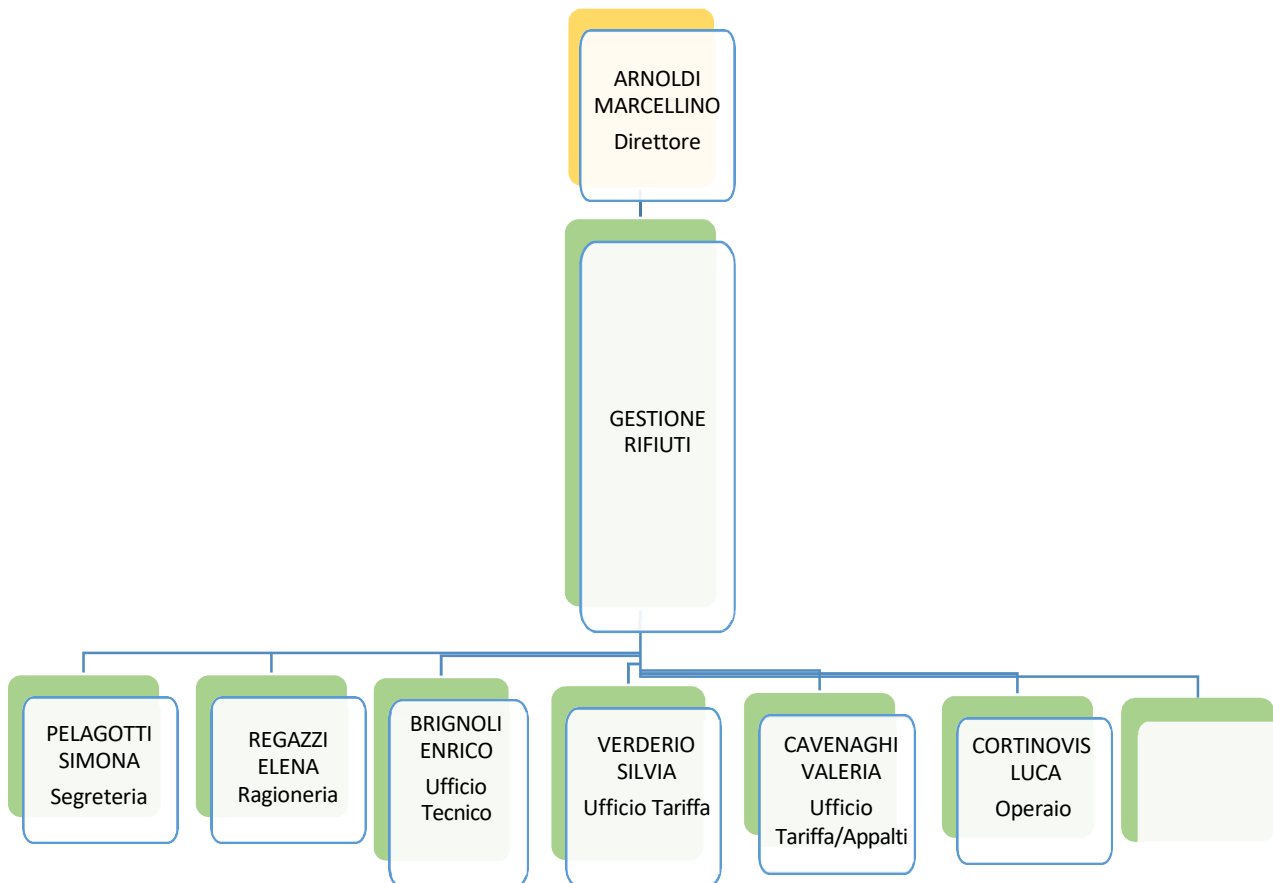 ARNOLDI
MARCELLINO
Direttore
GESTIONE
RIFIUTI
PELAGOTTI
SIMONA
Segreteria
REGAZZI
ELENA
Ragioneria
BRIGNOLI
ENRICO
Ufficio
Tecnico
VERDERIO
SILVIA
Ufficio Tariffa
CAVENAGHI
VALERIA
Ufficio
Tariffa/Appalti
CORTINOVIS
LUCA
Operaio